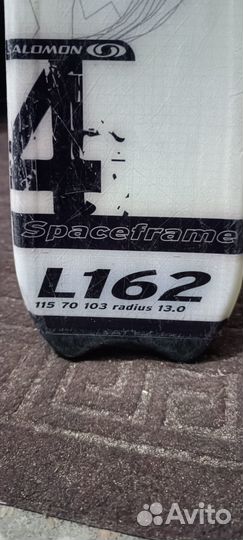 SALOMON
4
Spaceframe
L162
115 70 103 radius 13.0
Avito